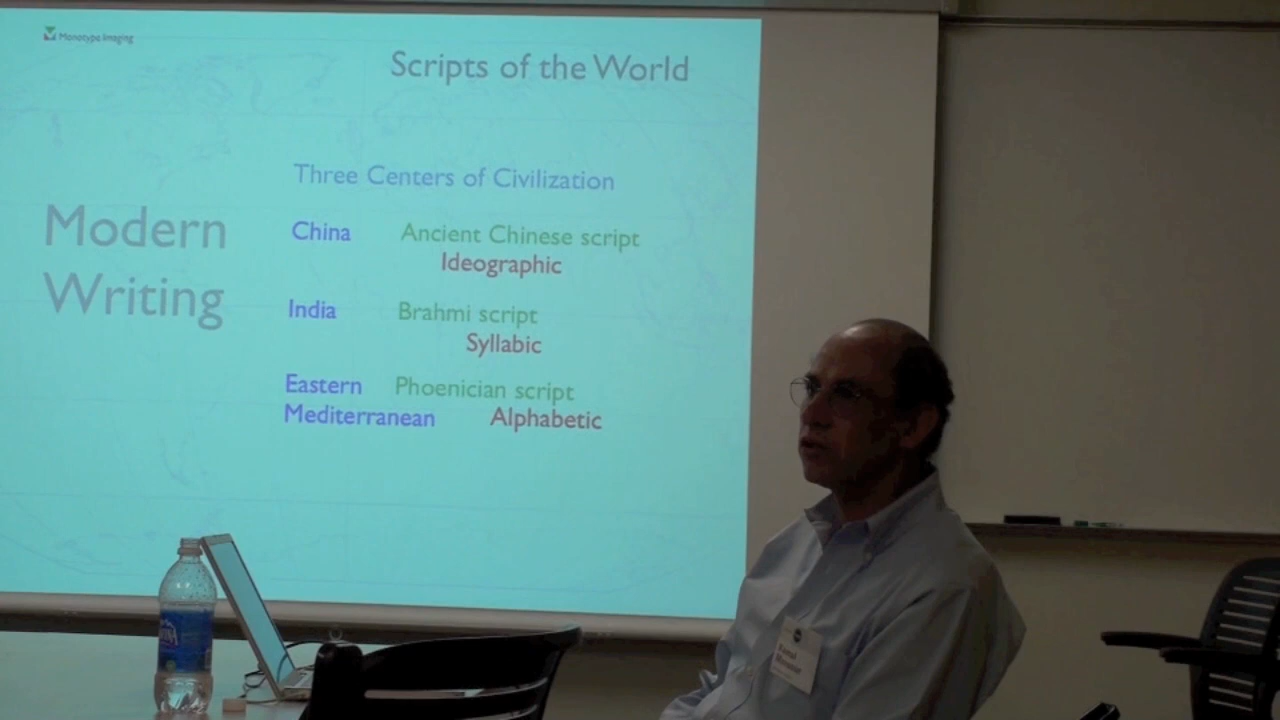 Monotype Imaging
Scripts of the World
Modern
Writing
Three Centers of Civilization
China Ancient Chinese script
Ideographic
India Brahmi script
Syllabic
Eastern Phoenician script
Mediterranean Alphabetic
Kamal